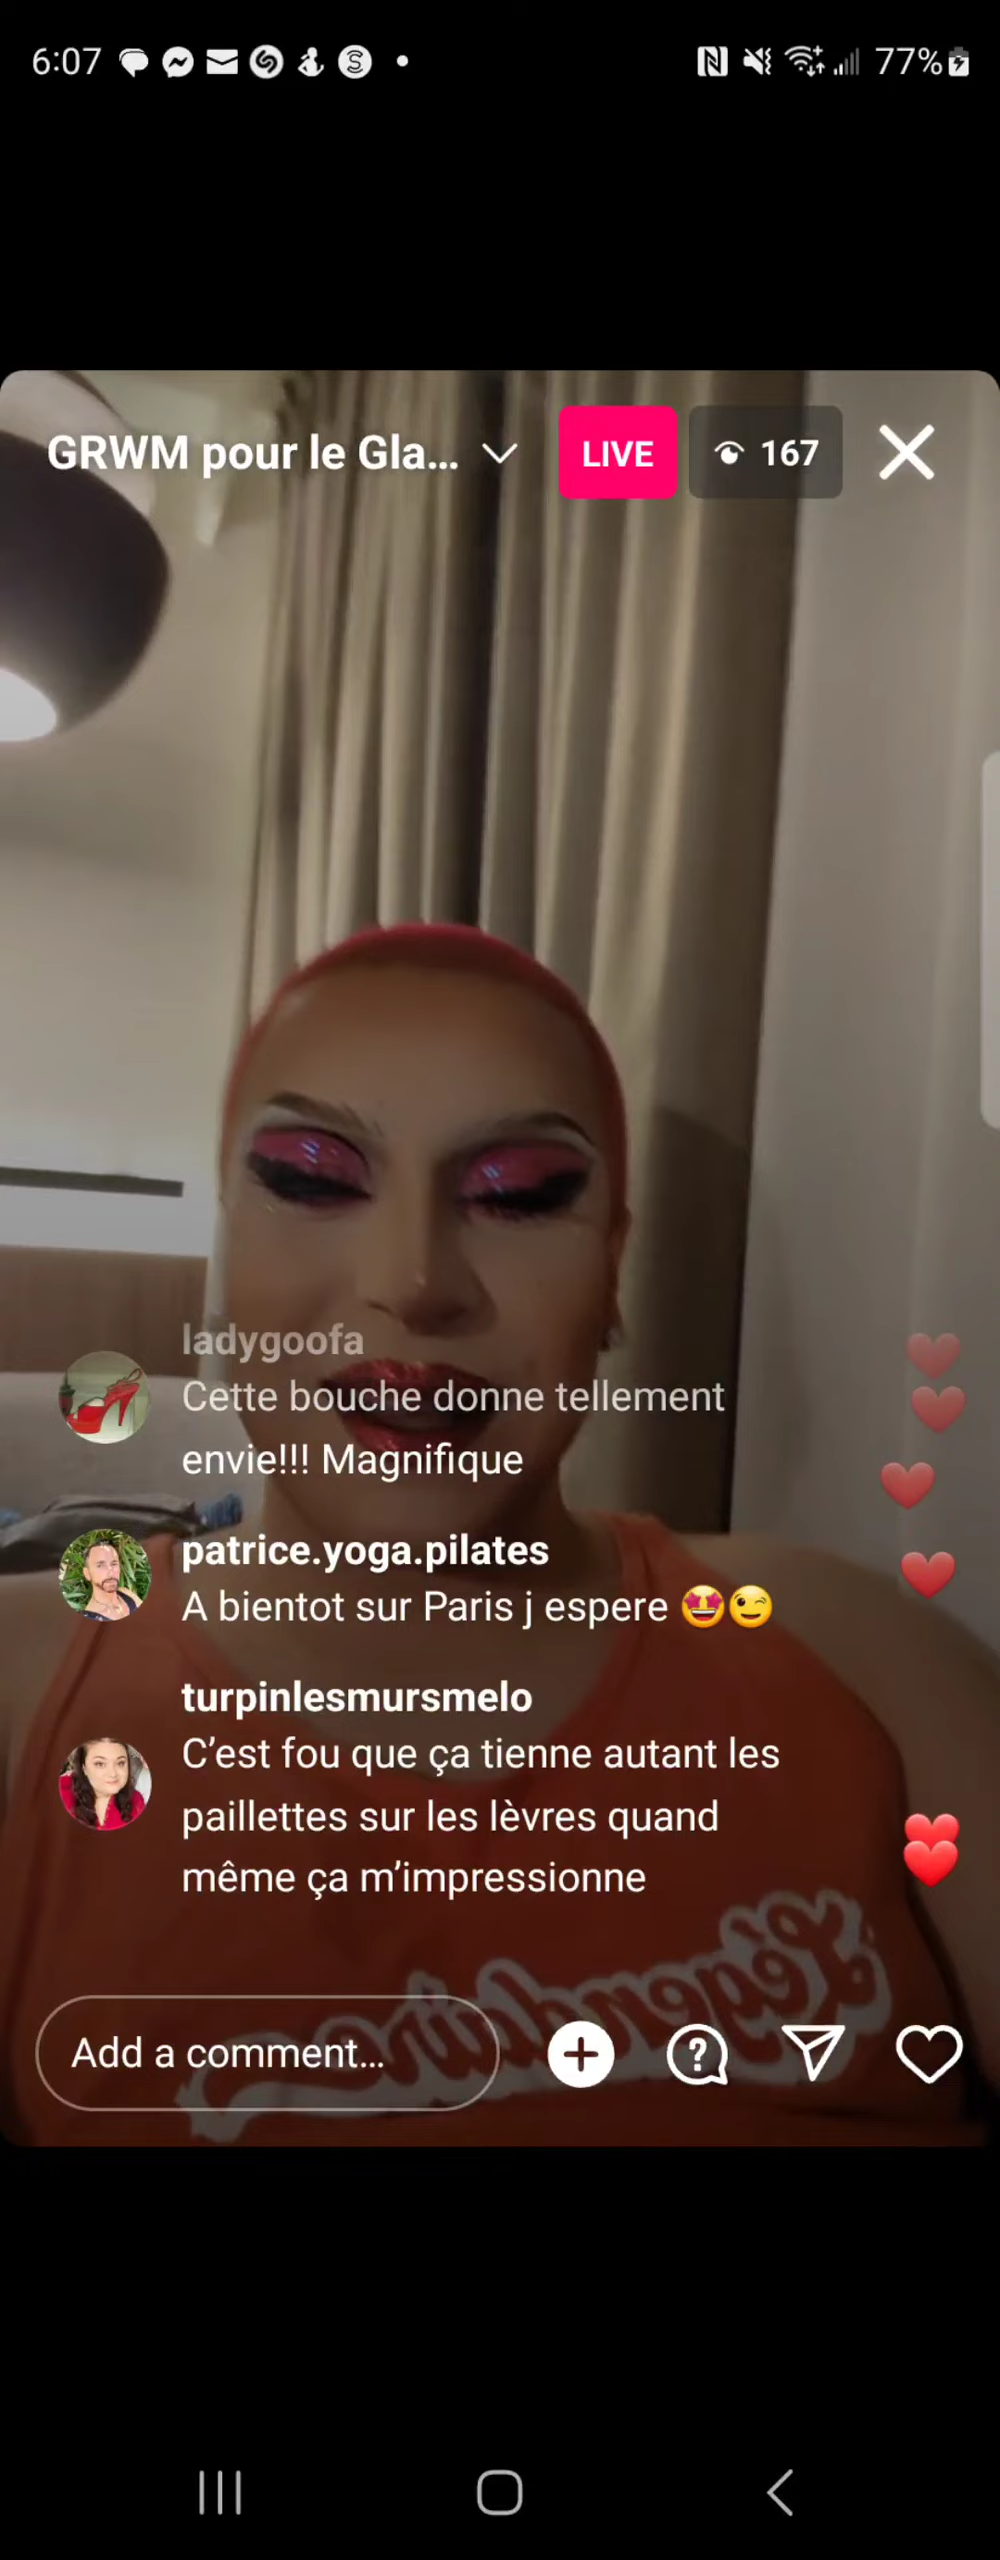 6:07
77%
GRWM pour le Gla...
LIVE
167
ladygoofa
Cette bouche donne tellement
envie!!! Magnifique
patrice.yoga.pilates
A bientot sur Paris j espere 🤩😉
turpinlesmursmelo
C’est fou que ça tienne autant les
paillettes sur les lèvres quand
même ça m’impressionne
Légendaire
Add a comment...